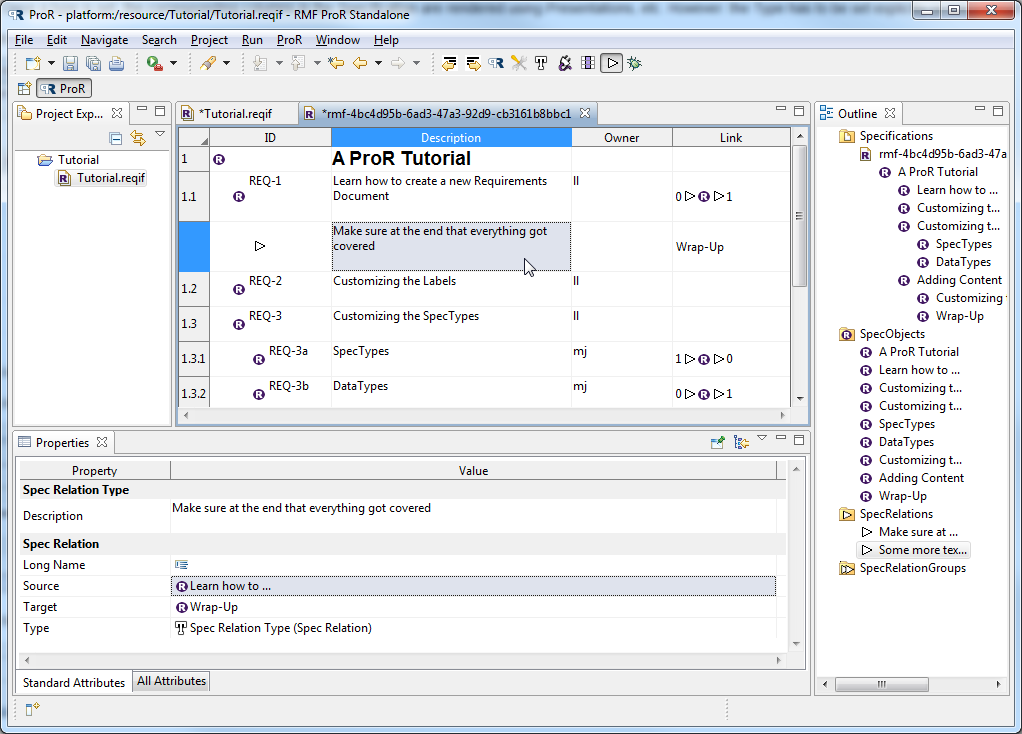 ProR - platform:/resource/Tutorial/Tutorial.reqif - RMF ProR Standalone
File Edit Navigate Search Project Run ProR Window Help
ProR
Project Exp...
Tutorial
Tutorial.reqif
*Tutorial.reqif
*rmf-4bc4d95b-6ad3-47a3-92d9-cb3161b8bbc1
ID Description Owner Link
1 A ProR Tutorial
1.1 REQ-1 Learn how to create a new Requirements Document ll 0 1
Make sure at the end that everything got covered Wrap-Up
1.2 REQ-2 Customizing the Labels ll
1.3 REQ-3 Customizing the SpecTypes ll
1.3.1 REQ-3a SpecTypes mj 1 0
1.3.2 REQ-3b DataTypes mj 0 1
Outline
Specifications
rmf-4bc4d95b-6ad3-47a
A ProR Tutorial
Learn how to ...
Customizing t...
Customizing t...
SpecTypes
DataTypes
Adding Content
Customizing
Wrap-Up
SpecObjects
A ProR Tutorial
Learn how to ...
Customizing t...
Customizing t...
SpecTypes
DataTypes
Customizing t...
Adding Content
Wrap-Up
SpecRelations
Make sure at ...
Some more tex...
SpecRelationGroups
Properties
Property Value
Spec Relation Type
Description Make sure at the end that everything got covered
Spec Relation
Long Name
Source Learn how to ...
Target Wrap-Up
Type Spec Relation Type (Spec Relation)
Standard Attributes All Attributes